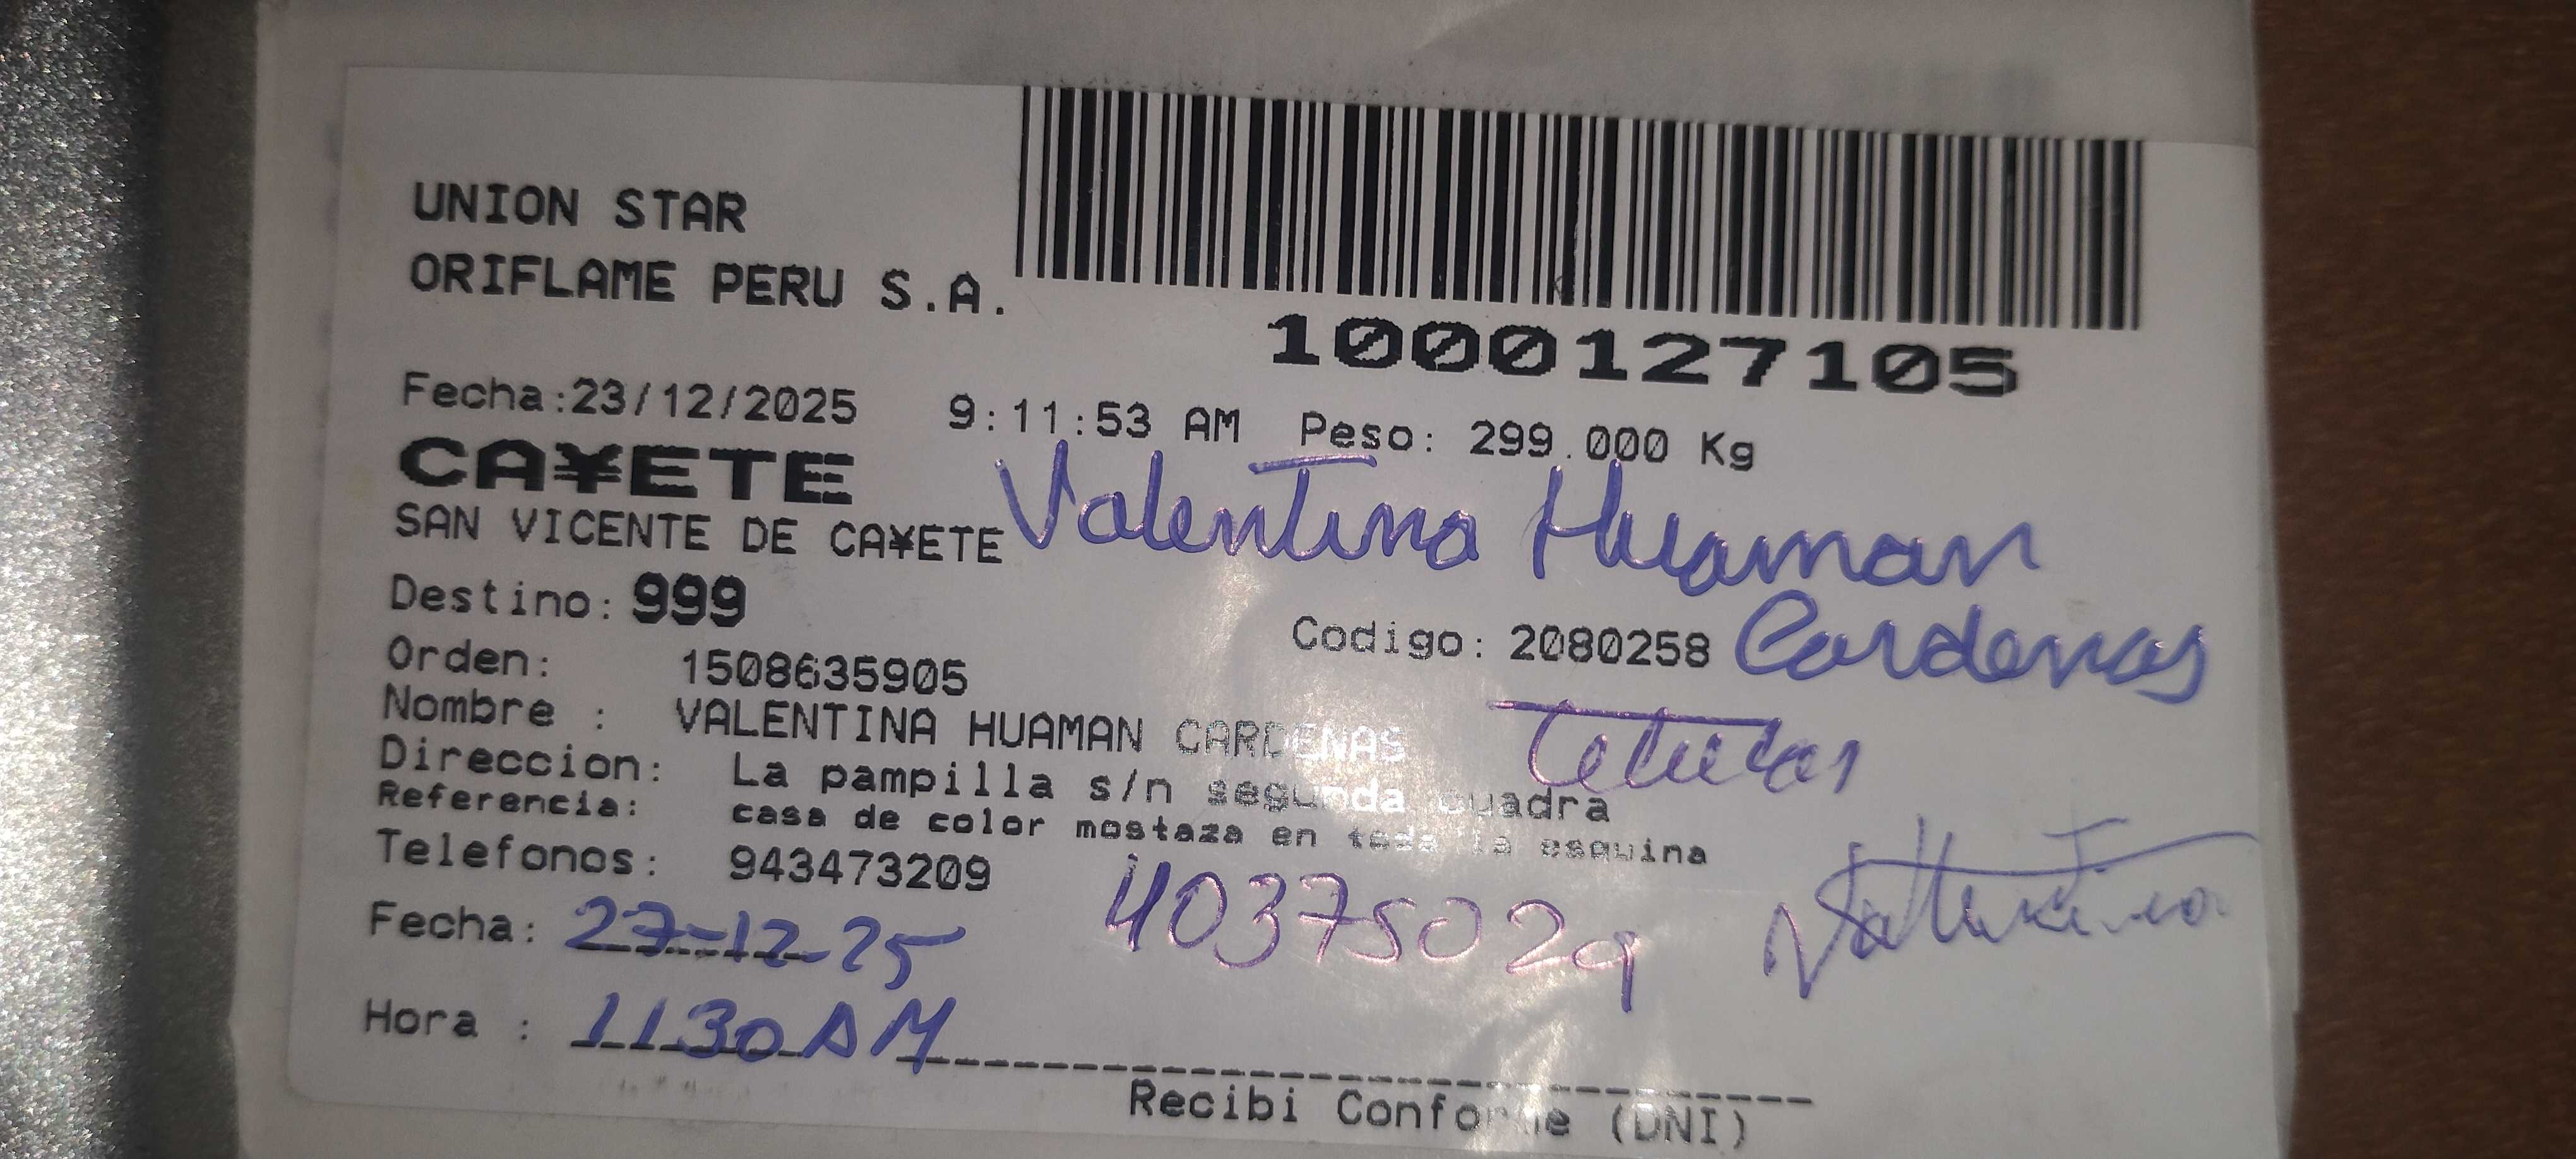 UNION STAR
ORIFLAME PERU S.A.
1000127105
Fecha:23/12/2025 9:11:53 AM Peso: 299.000 Kg
CA¥ETE
SAN VICENTE DE CA¥ETE Valentina Huaman
Destino: 999
Codigo: 2080258 Cardenas
Orden: 1508635905
Nombre : VALENTINA HUAMAN CARDENAS
Direccion: La pampilla s/n segunda cuadra
Referencia: casa de color mostaza en toda la esquina
Telefonos: 943473209
40375029
Valentina
Fecha: 27-12-25
Hora : 1130 AM
Recibi Conforme (DNI)